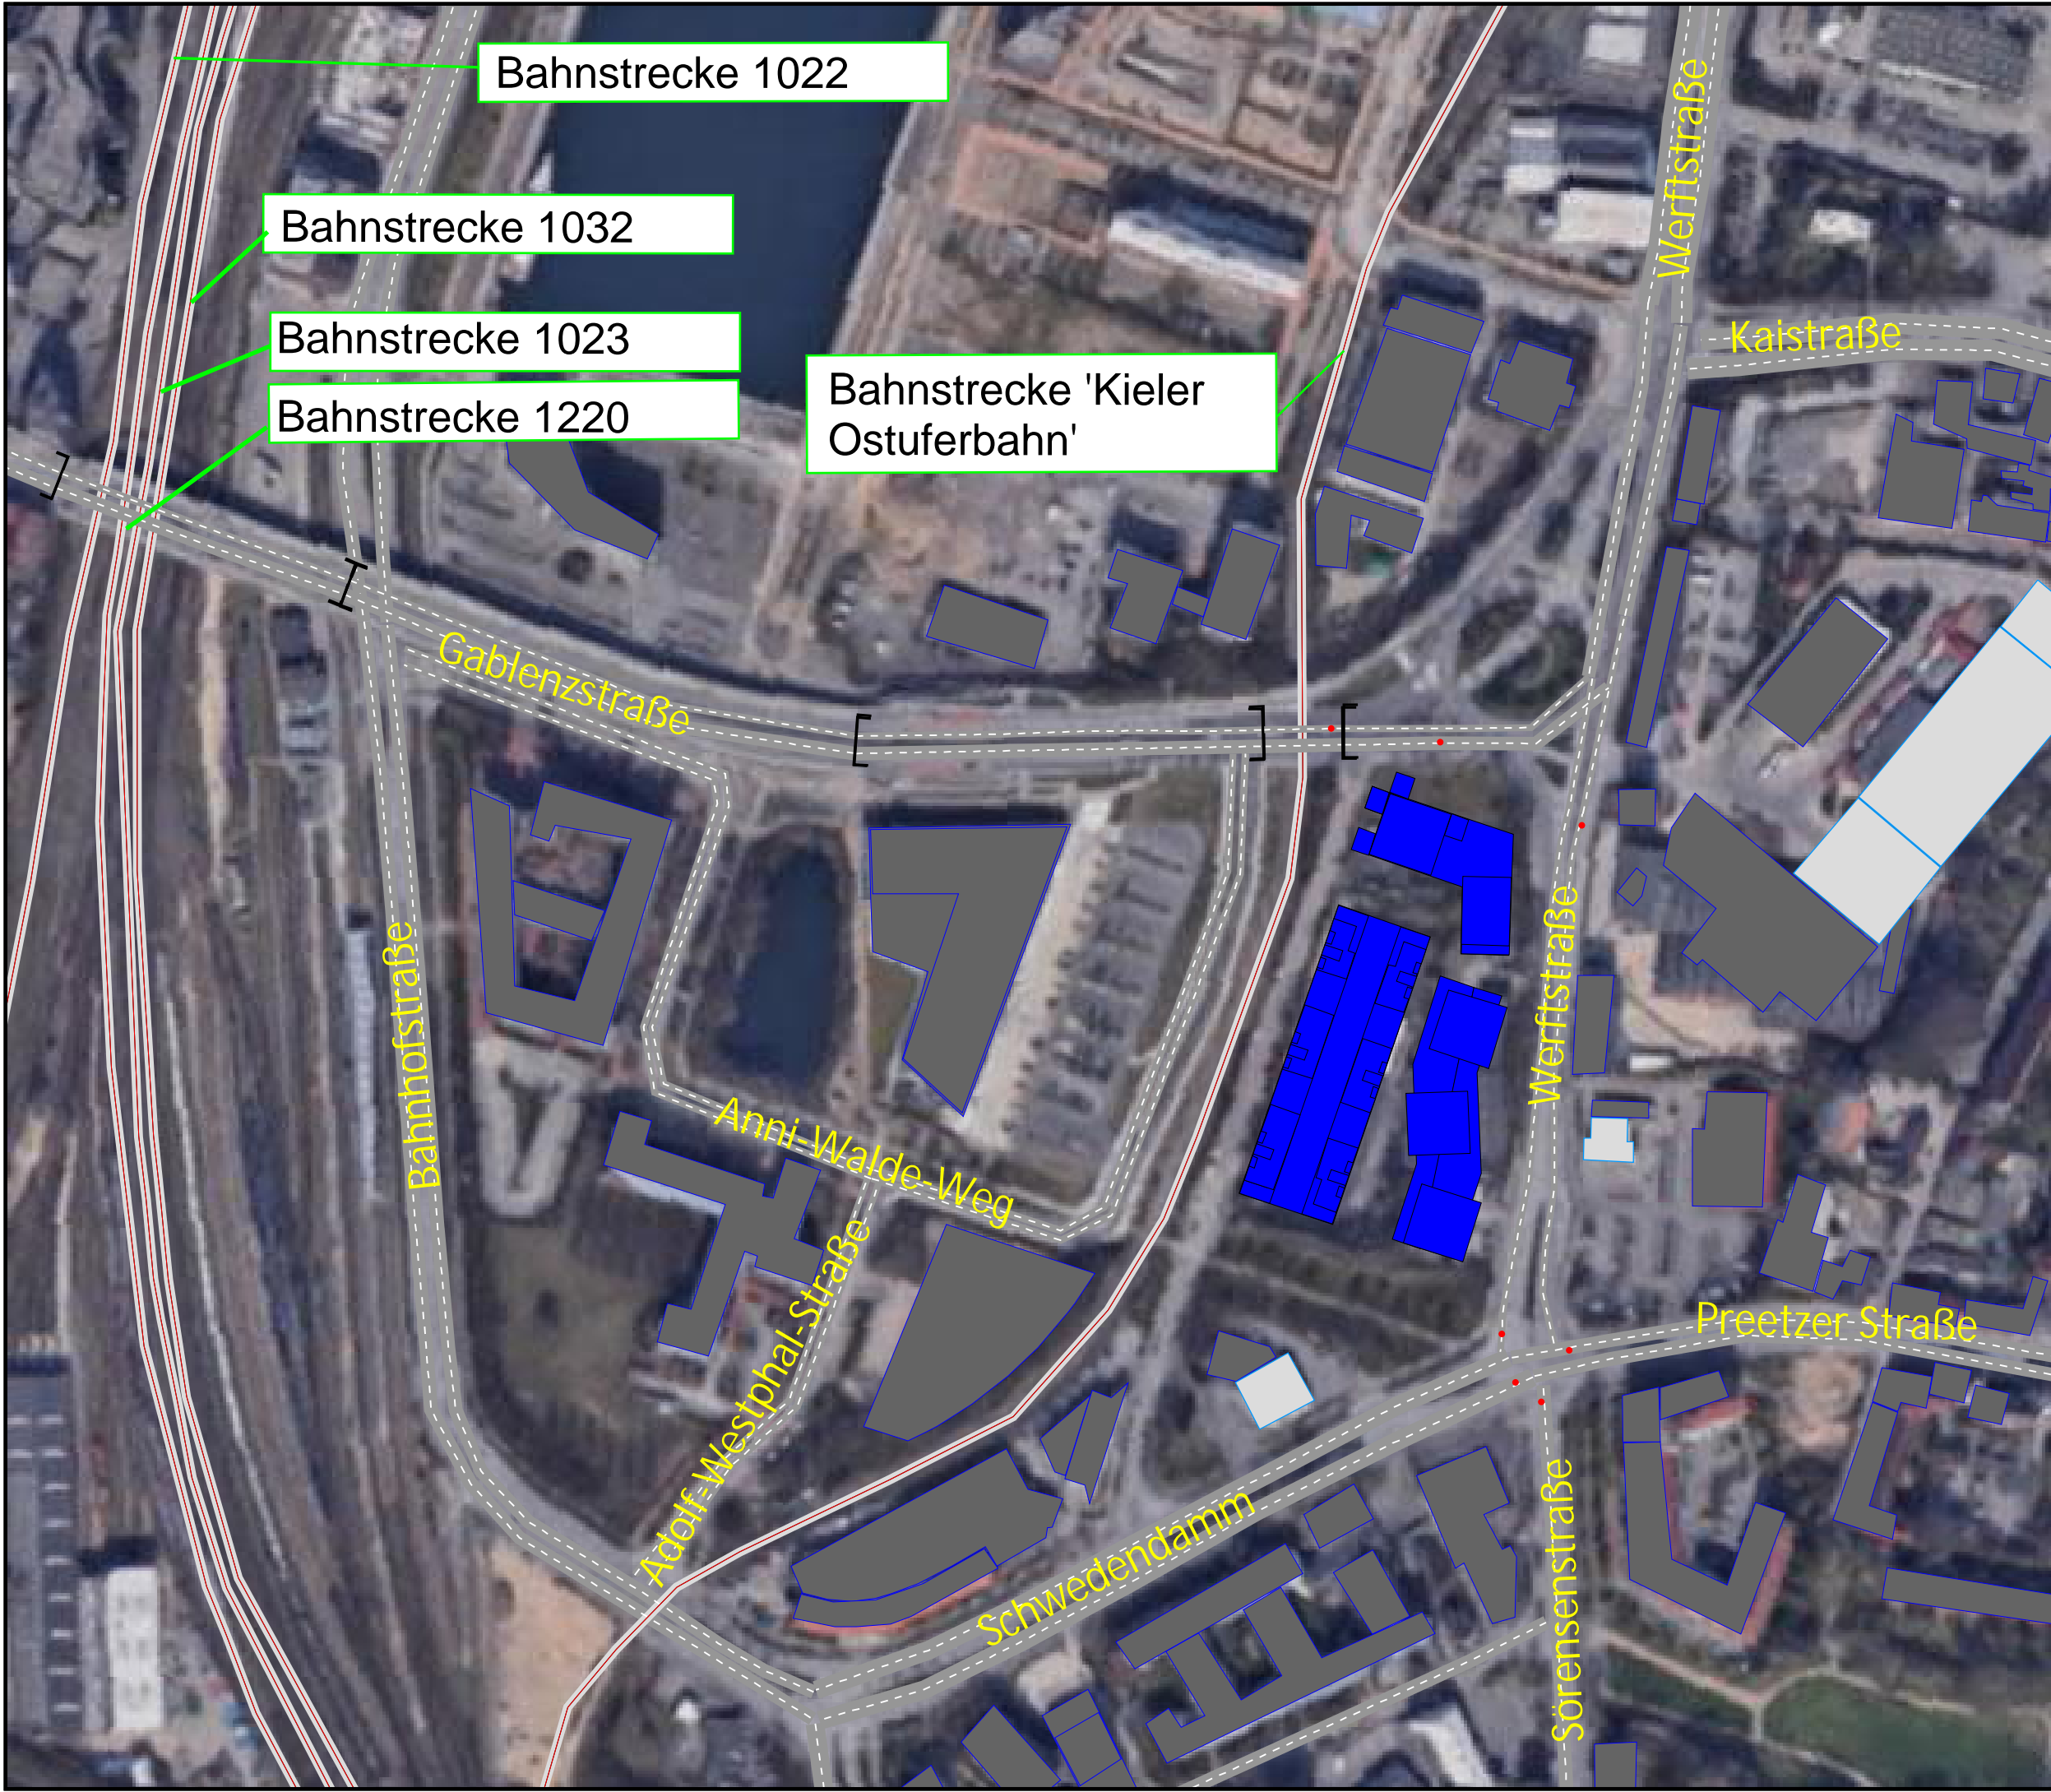 Bahnstrecke 1022
Werftstraße
Bahnstrecke 1032
Bahnstrecke 1023
Kaistraße
Bahnstrecke 1220
Bahnstrecke 'Kieler
Ostuferbahn'
Gablenzstraße
Bahnhofstraße
Werftstraße
Anni-Walde-Weg
Adolf-Westphal-Straße
Preetzer Straße
Schwedendamm
Sörensenstraße